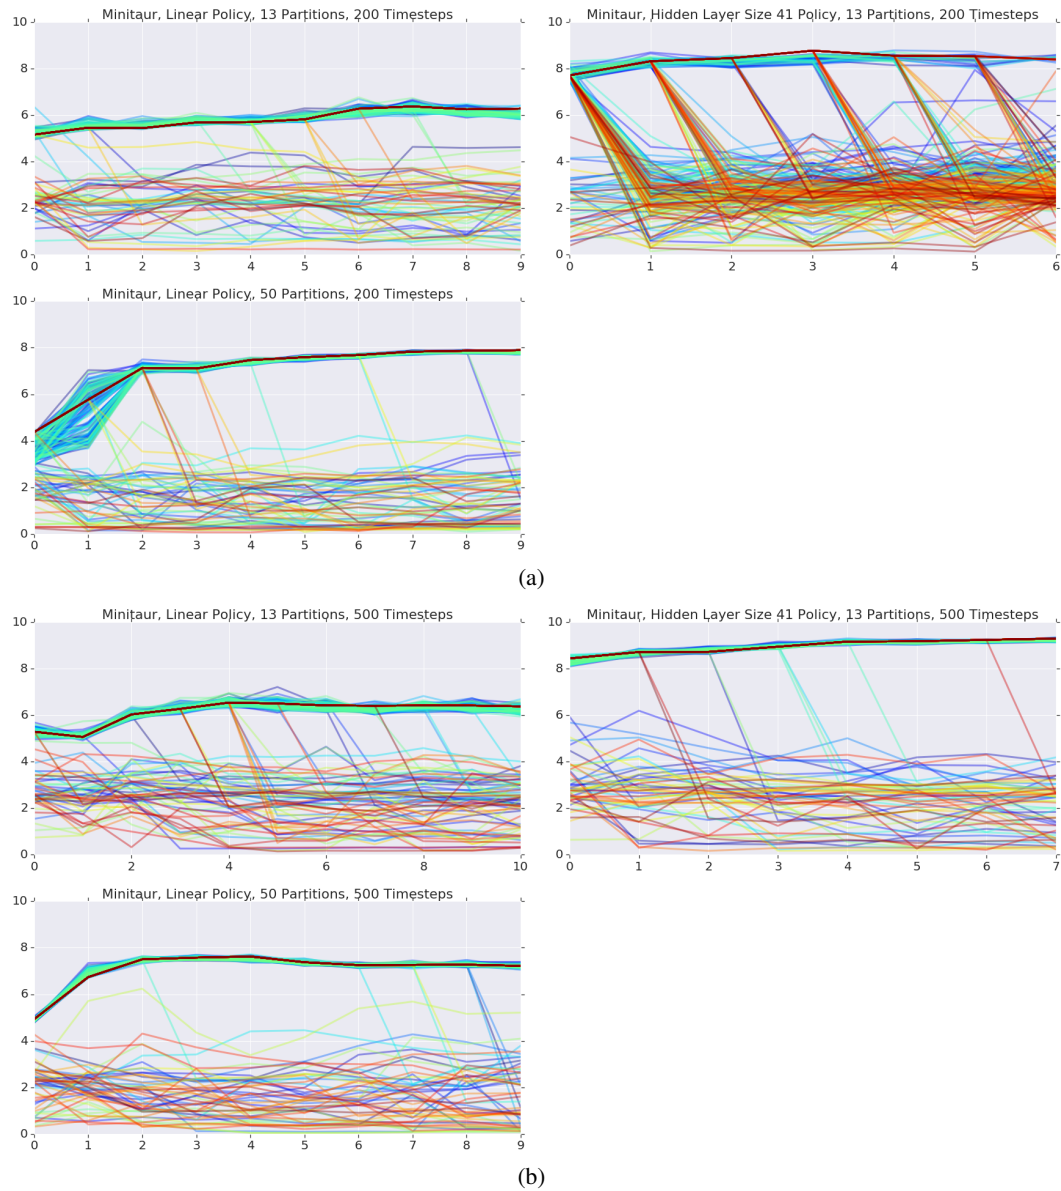 Minitaur, Linear Policy, 13 Partitions, 200 Timesteps
10
8
6
4
2
0
0 1 2 3 4 5 6 7 8 9
Minitaur, Hidden Layer Size 41 Policy, 13 Partitions, 200 Timesteps
10
8
6
4
2
0
0 1 2 3 4 5 6
Minitaur, Linear Policy, 50 Partitions, 200 Timesteps
10
8
6
4
2
0
0 1 2 3 4 5 6 7 8 9
(a)
Minitaur, Linear Policy, 13 Partitions, 500 Timesteps
10
8
6
4
2
0
0 2 4 6 8 10
Minitaur, Hidden Layer Size 41 Policy, 13 Partitions, 500 Timesteps
10
8
6
4
2
0
0 1 2 3 4 5 6 7
Minitaur, Linear Policy, 50 Partitions, 500 Timesteps
10
8
6
4
2
0
0 1 2 3 4 5 6 7 8 9
(b)